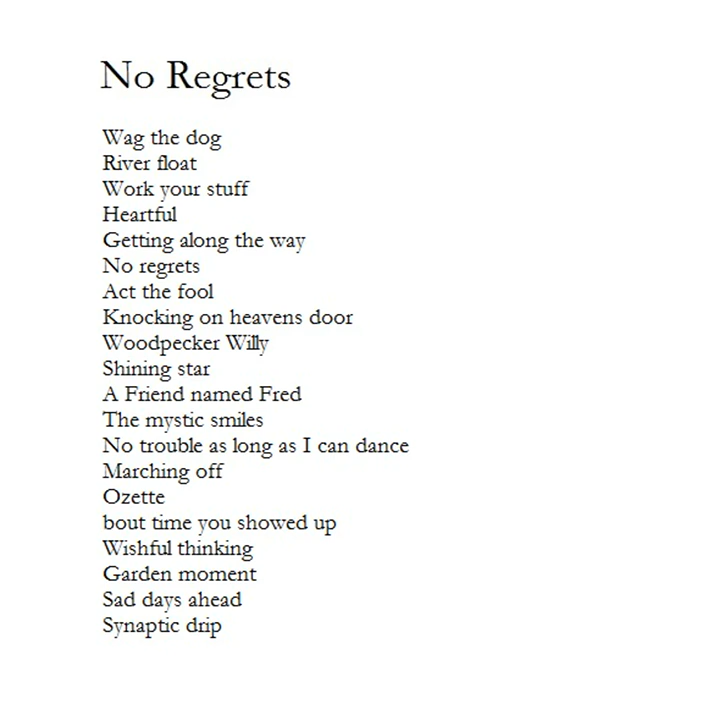 No Regrets
Wag the dog
River float
Work your stuff
Heartful
Getting along the way
No regrets
Act the fool
Knocking on heavens door
Woodpecker Willy
Shining star
A Friend named Fred
The mystic smiles
No trouble as long as I can dance
Marching off
Ozette
bout time you showed up
Wishful thinking
Garden moment
Sad days ahead
Synaptic drip